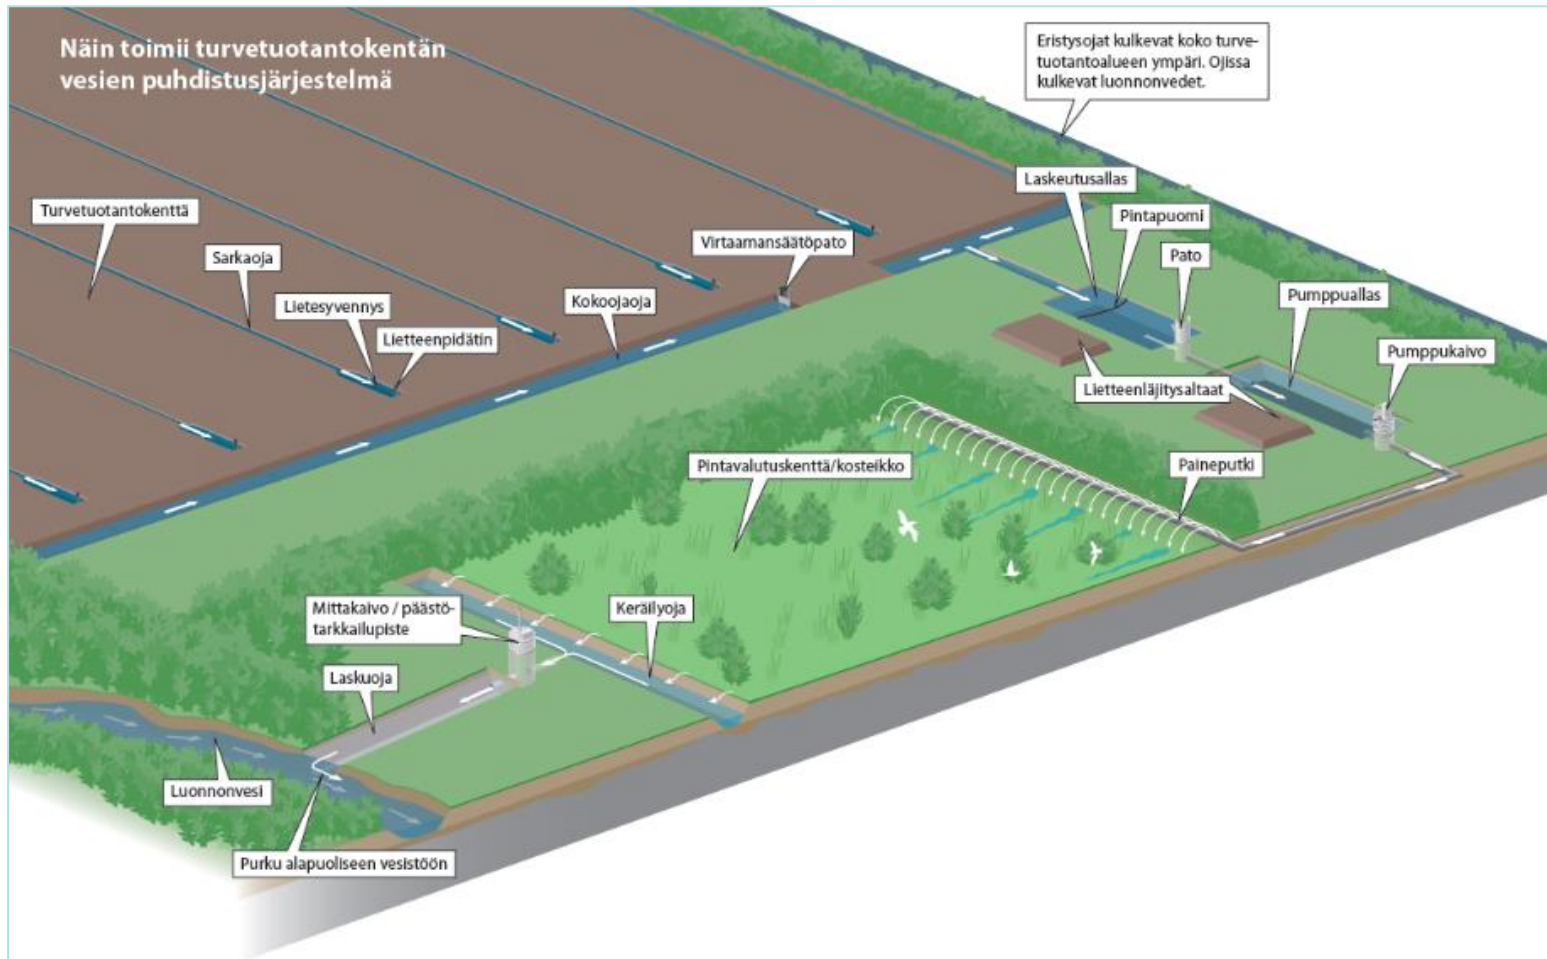 Näin toimii turvetuotantokentän
vesien puhdistusjärjestelmä
Eristysojat kulkevat koko turve-
tuotantoalueen ympäri. Ojissa
kulkevat luonnonvedet.
Laskeutusallas
Turvetuotantokenttä
Pintapuomi
Virtaamansäätöpato
Sarkaoja
Pato
Lietesyvennys
Kokoojaoja
Pumppuallas
Lietteenpidätin
Pumppukaivo
Lietteenläjitysaltaat
Pintavalutuskenttä/kosteikko
Paineputki
Mittakaivo / päästö-
tarkkailupiste
Keräilyoja
Laskuoja
Luonnonvesi
Purku alapuoliseen vesistöön